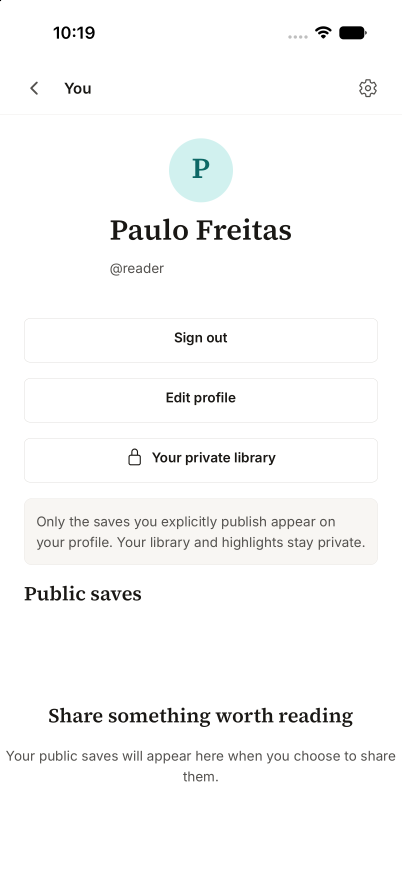 10:19
You
P
Paulo Freitas
@reader
Sign out
Edit profile
Your private library
Only the saves you explicitly publish appear on
your profile. Your library and highlights stay private.
Public saves
Share something worth reading
Your public saves will appear here when you choose to share
them.